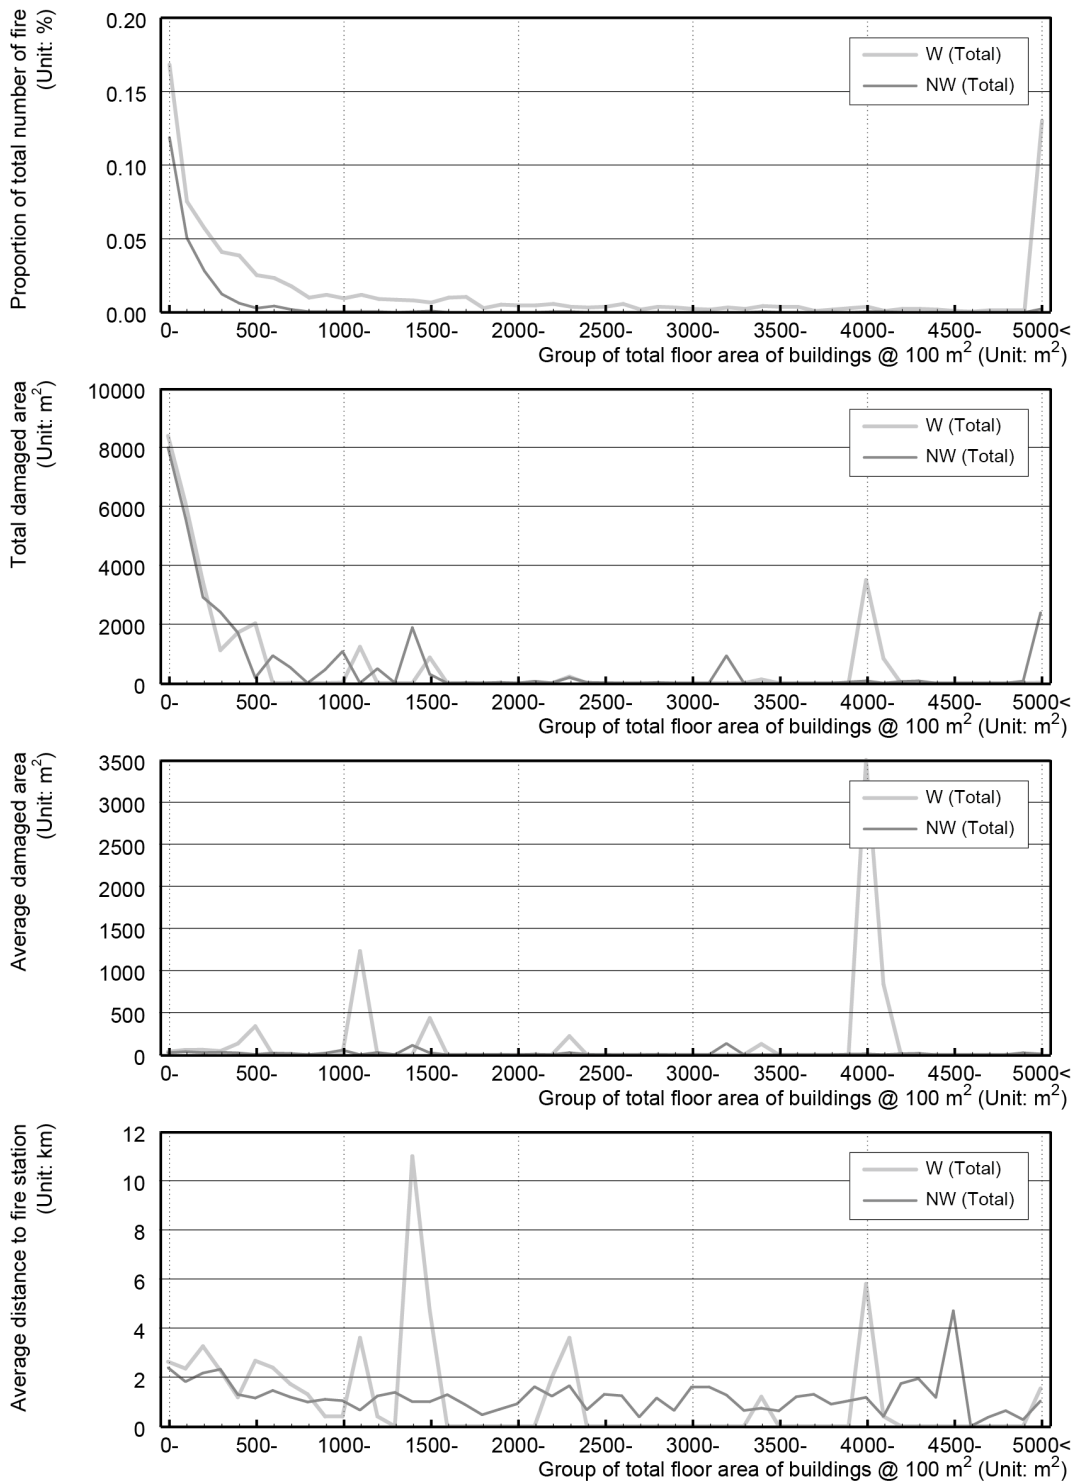 Proportion of total number of fire
(Unit: %)
0.20
0.15
0.10
0.05
0.00
W (Total)
NW (Total)
0- 500- 1000- 1500- 2000- 2500- 3000- 3500- 4000- 4500- 5000<
Group of total floor area of buildings @ 100 m² (Unit: m²)
Total damaged area
(Unit: m²)
10000
8000
6000
4000
2000
0
W (Total)
NW (Total)
0- 500- 1000- 1500- 2000- 2500- 3000- 3500- 4000- 4500- 5000<
Group of total floor area of buildings @ 100 m² (Unit: m²)
Average damaged area
(Unit: m²)
3500
3000
2500
2000
1500
1000
500
0
W (Total)
NW (Total)
0- 500- 1000- 1500- 2000- 2500- 3000- 3500- 4000- 4500- 5000<
Group of total floor area of buildings @ 100 m² (Unit: m²)
Average distance to fire station
(Unit: km)
12
10
8
6
4
2
0
W (Total)
NW (Total)
0- 500- 1000- 1500- 2000- 2500- 3000- 3500- 4000- 4500- 5000<
Group of total floor area of buildings @ 100 m² (Unit: m²)